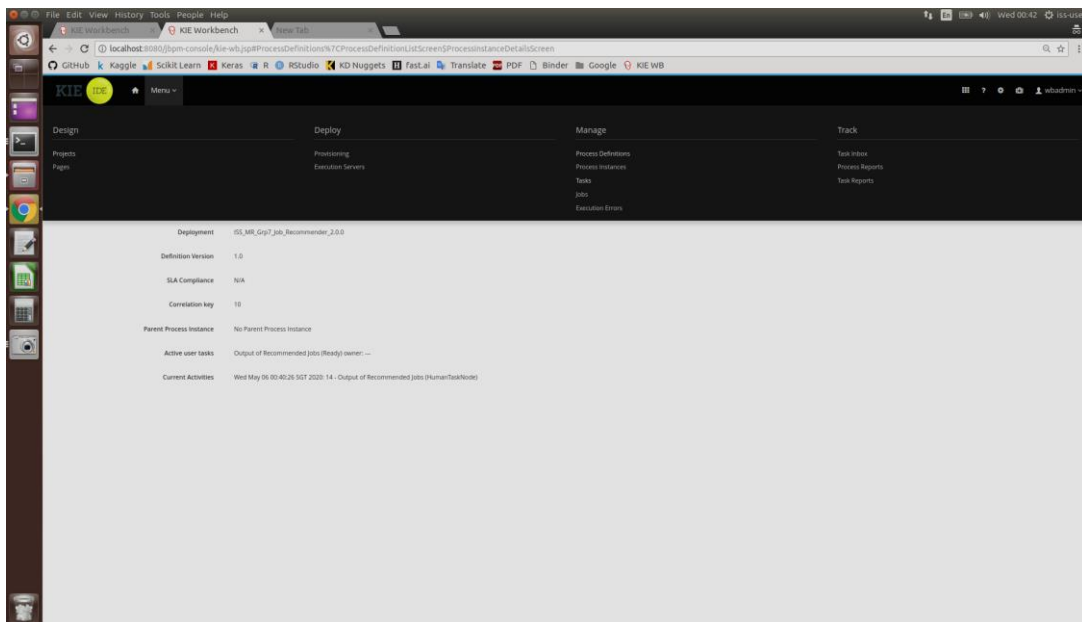 File Edit View History Tools People Help
En
Wed 00:42
iss-use
KIE Workbench
KIE Workbench
New Tab
localhost:8080/jbpm-console/kie-wb.jsp#ProcessDefinitions%7CProcessDefinitionListScreen$ProcessInstanceDetailsScreen
GitHub Kaggle Scikit Learn Keras R RStudio KD Nuggets fast.ai Translate PDF Binder Google KIE WB
KIE IDE Menu
wbadmin
Design Deploy Manage Track
Projects Provisioning Process Definitions Task Inbox
Pages Execution Servers Process Instances Process Reports
Tasks Task Reports
Jobs
Execution Errors
Deployment ISS_MR_Grp7_Job_Recommender_2.0.0
Definition Version 1.0
SLA Compliance N/A
Correlation key 10
Parent Process Instance No Parent Process Instance
Active user tasks Output of Recommended Jobs (Ready) owner: ---
Current Activities Wed May 06 00:40:26 SGT 2020: 14 - Output of Recommended Jobs (HumanTaskNode)